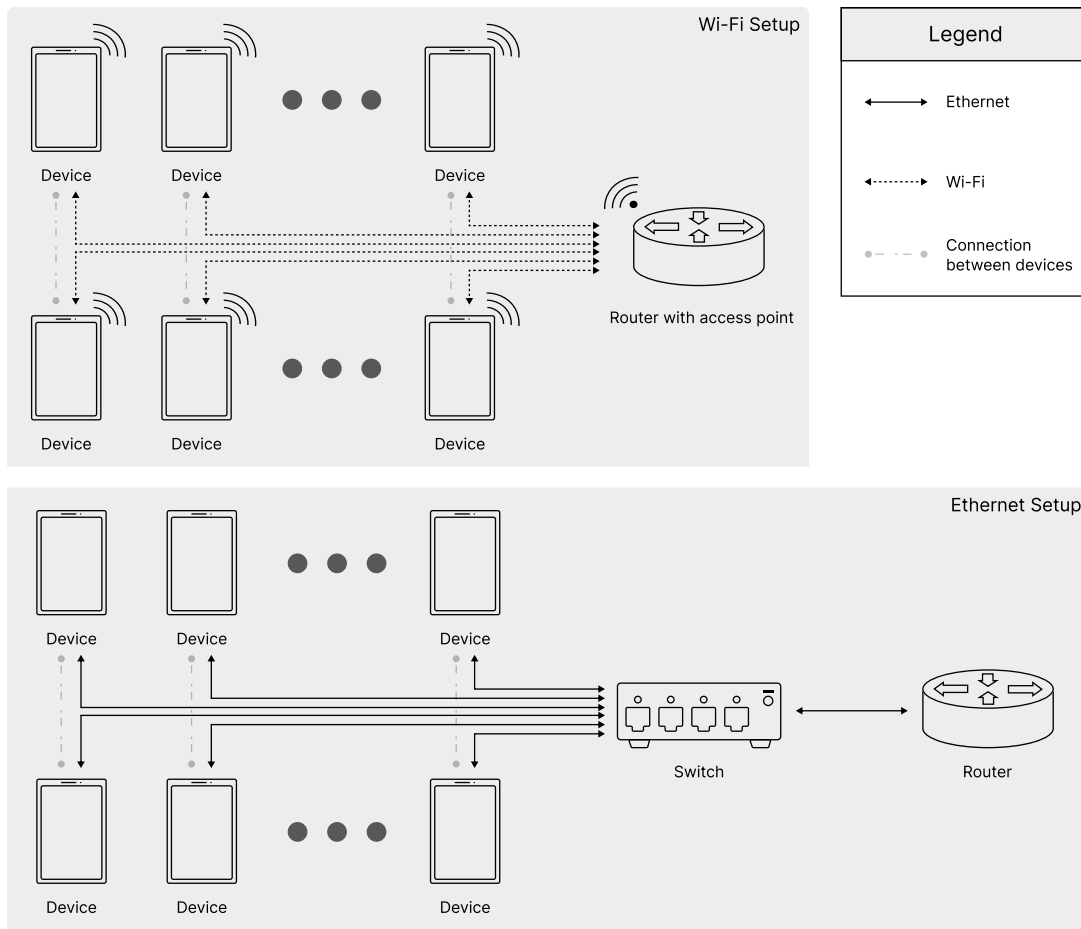 Wi-Fi Setup
Device
Device
Device
Router with access point
Device
Device
Device
Legend
Ethernet
Wi-Fi
Connection
between devices
Ethernet Setup
Device
Device
Device
Switch
Router
Device
Device
Device